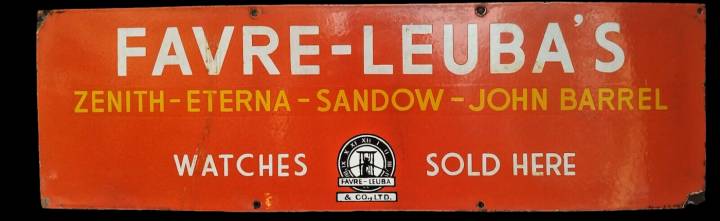 FAVRE-LEUBA'S
ZENITH-ETERNA-SANDOW-JOHN BARREL
WATCHES SOLD HERE
FAVRE-LEUBA
& CO., LTD.